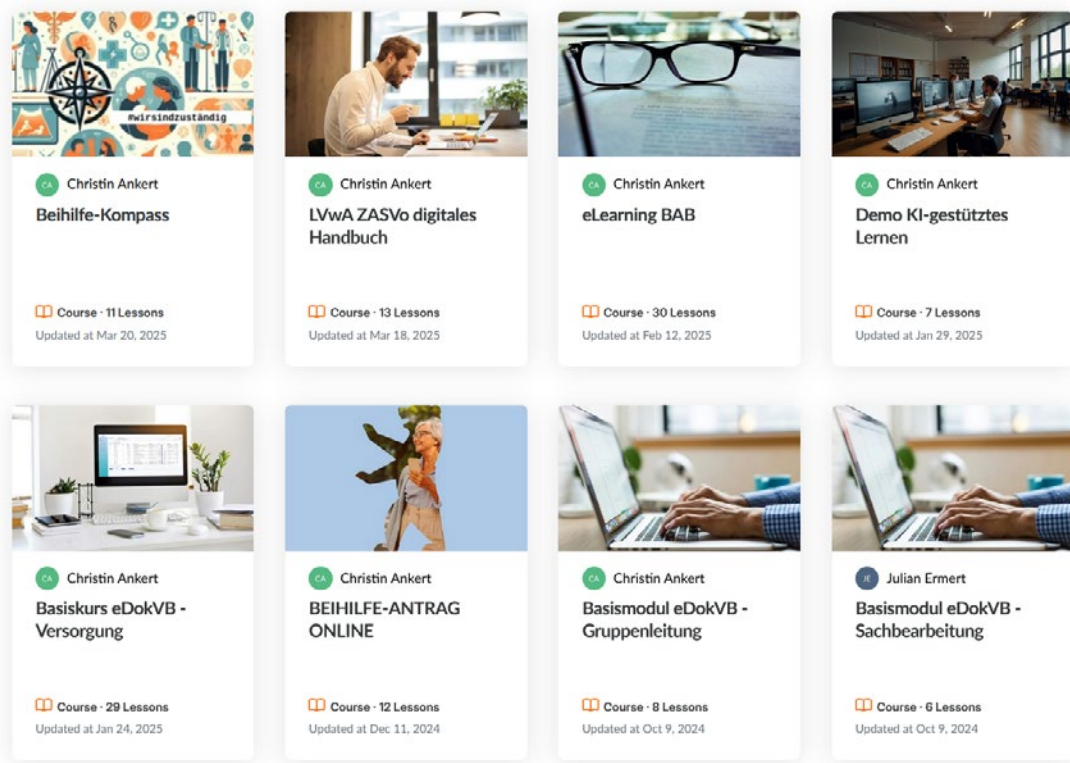 #wirsindzuständig
CA Christin Ankert
Beihilfe-Kompass
Course · 11 Lessons
Updated at Mar 20, 2025
CA Christin Ankert
LVwA ZASVo digitales
Handbuch
Course · 13 Lessons
Updated at Mar 18, 2025
CA Christin Ankert
eLearning BAB
Course · 30 Lessons
Updated at Feb 12, 2025
CA Christin Ankert
Demo KI-gestütztes
Lernen
Course · 7 Lessons
Updated at Jan 29, 2025
CA Christin Ankert
Basiskurs eDokVB -
Versorgung
Course · 29 Lessons
Updated at Jan 24, 2025
CA Christin Ankert
BEIHILFE-ANTRAG
ONLINE
Course · 12 Lessons
Updated at Dec 11, 2024
CA Christin Ankert
Basismodul eDokVB -
Gruppenleitung
Course · 8 Lessons
Updated at Oct 9, 2024
JE Julian Ermert
Basismodul eDokVB -
Sachbearbeitung
Course · 6 Lessons
Updated at Oct 9, 2024